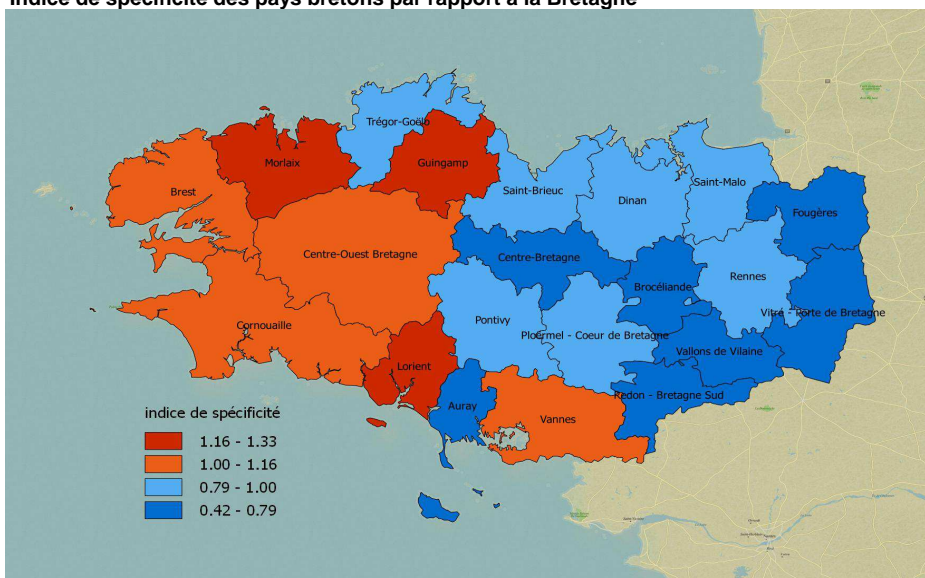 Indice de spécificité des pays bretons par rapport à la Bretagne
Trégor-Goëlo
Morlaix
Guingamp
Brest
Saint-Brieuc
Saint-Malo
Dinan
Fougères
Centre-Ouest Bretagne
Centre-Bretagne
Rennes
Brocéliande
Vitré - Porte de Bretagne
Pontivy
Ploërmel - Coeur de Bretagne
Cornouaille
Vallons de Vilaine
Lorient
Redon - Bretagne Sud
Auray
Vannes
indice de spécificité
1.16 - 1.33
1.00 - 1.16
0.79 - 1.00
0.42 - 0.79